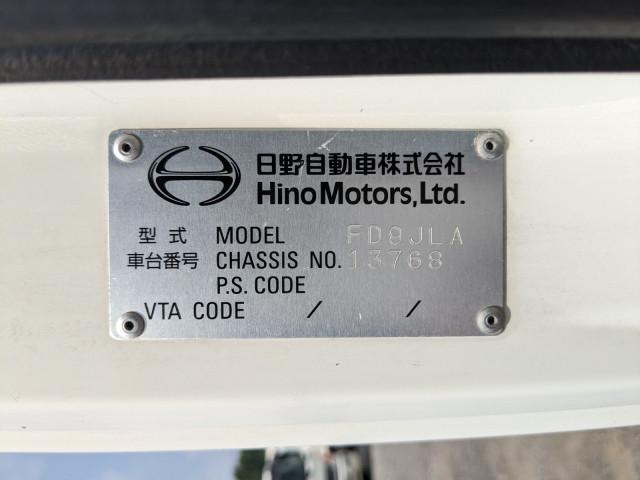 日野自動車株式会社
Hino Motors, Ltd.
型式 MODEL FD9JLA
車台番号 CHASSIS NO. 13768
P.S. CODE
VTA CODE / /